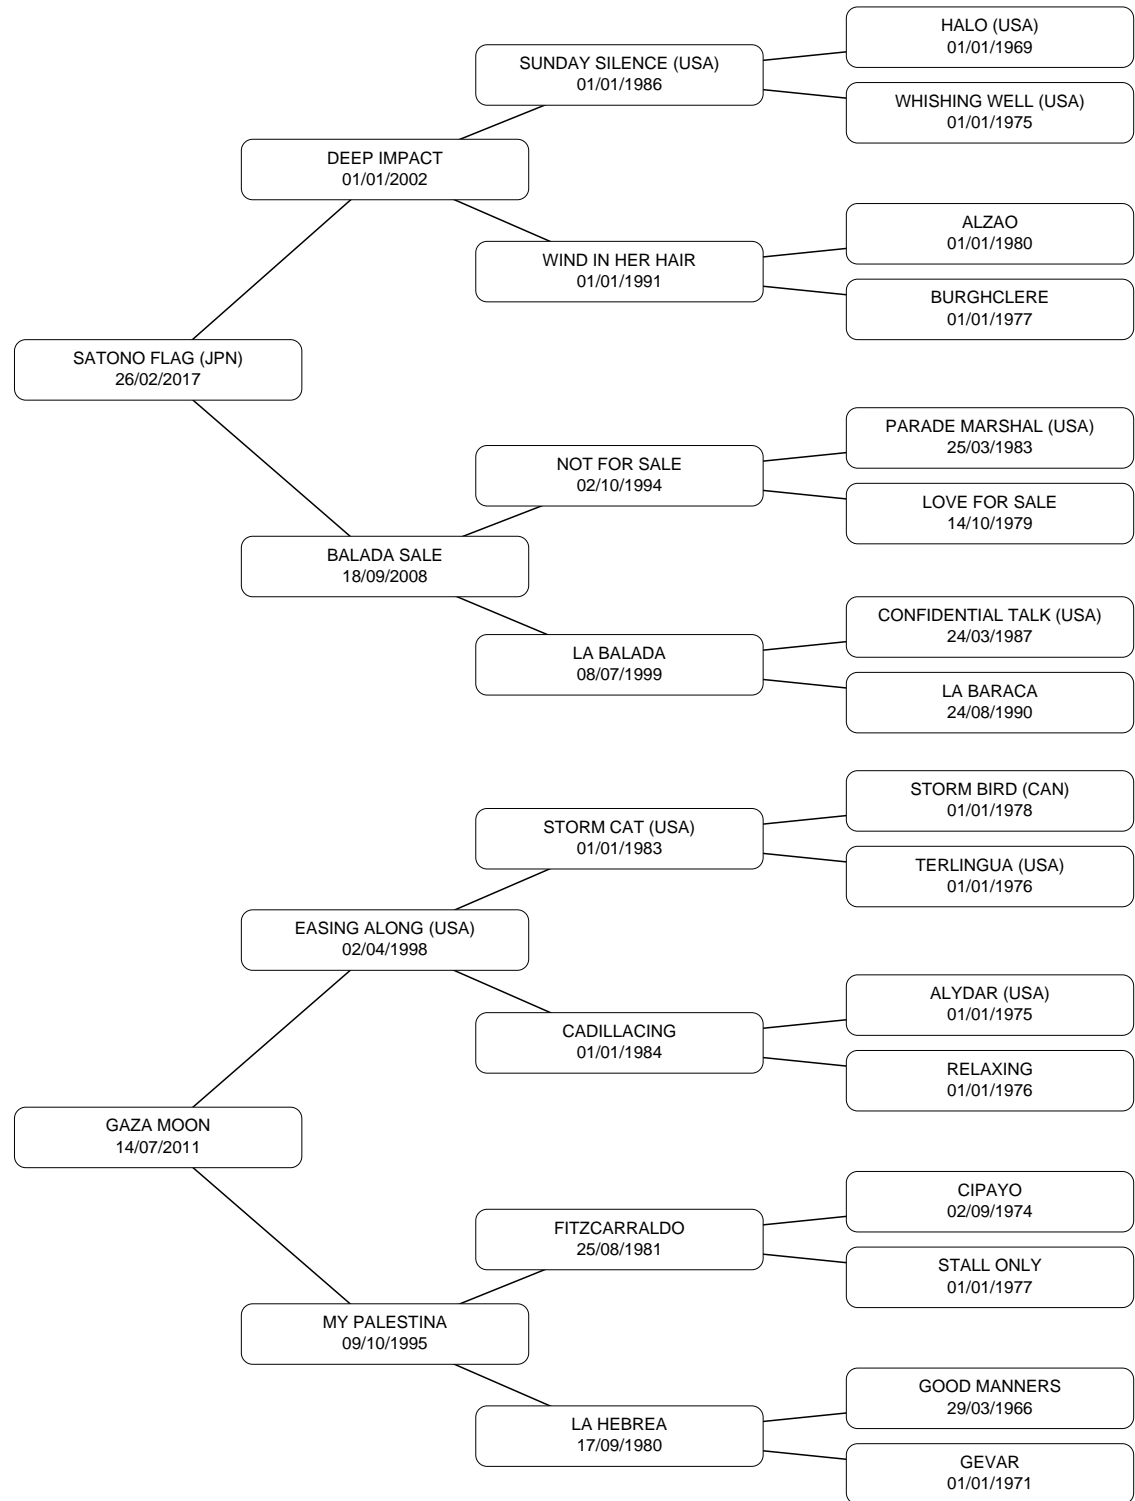 HALO (USA)
01/01/1969
SUNDAY SILENCE (USA)
01/01/1986
WHISHING WELL (USA)
01/01/1975
DEEP IMPACT
01/01/2002
ALZAO
01/01/1980
WIND IN HER HAIR
01/01/1991
BURGHCLERE
01/01/1977
SATONO FLAG (JPN)
26/02/2017
PARADE MARSHAL (USA)
25/03/1983
NOT FOR SALE
02/10/1994
LOVE FOR SALE
14/10/1979
BALADA SALE
18/09/2008
CONFIDENTIAL TALK (USA)
24/03/1987
LA BALADA
08/07/1999
LA BARACA
24/08/1990
STORM BIRD (CAN)
01/01/1978
STORM CAT (USA)
01/01/1983
TERLINGUA (USA)
01/01/1976
EASING ALONG (USA)
02/04/1998
ALYDAR (USA)
01/01/1975
CADILLACING
01/01/1984
RELAXING
01/01/1976
GAZA MOON
14/07/2011
CIPAYO
02/09/1974
FITZCARRALDO
25/08/1981
STALL ONLY
01/01/1977
MY PALESTINA
09/10/1995
GOOD MANNERS
29/03/1966
LA HEBREA
17/09/1980
GEVAR
01/01/1971